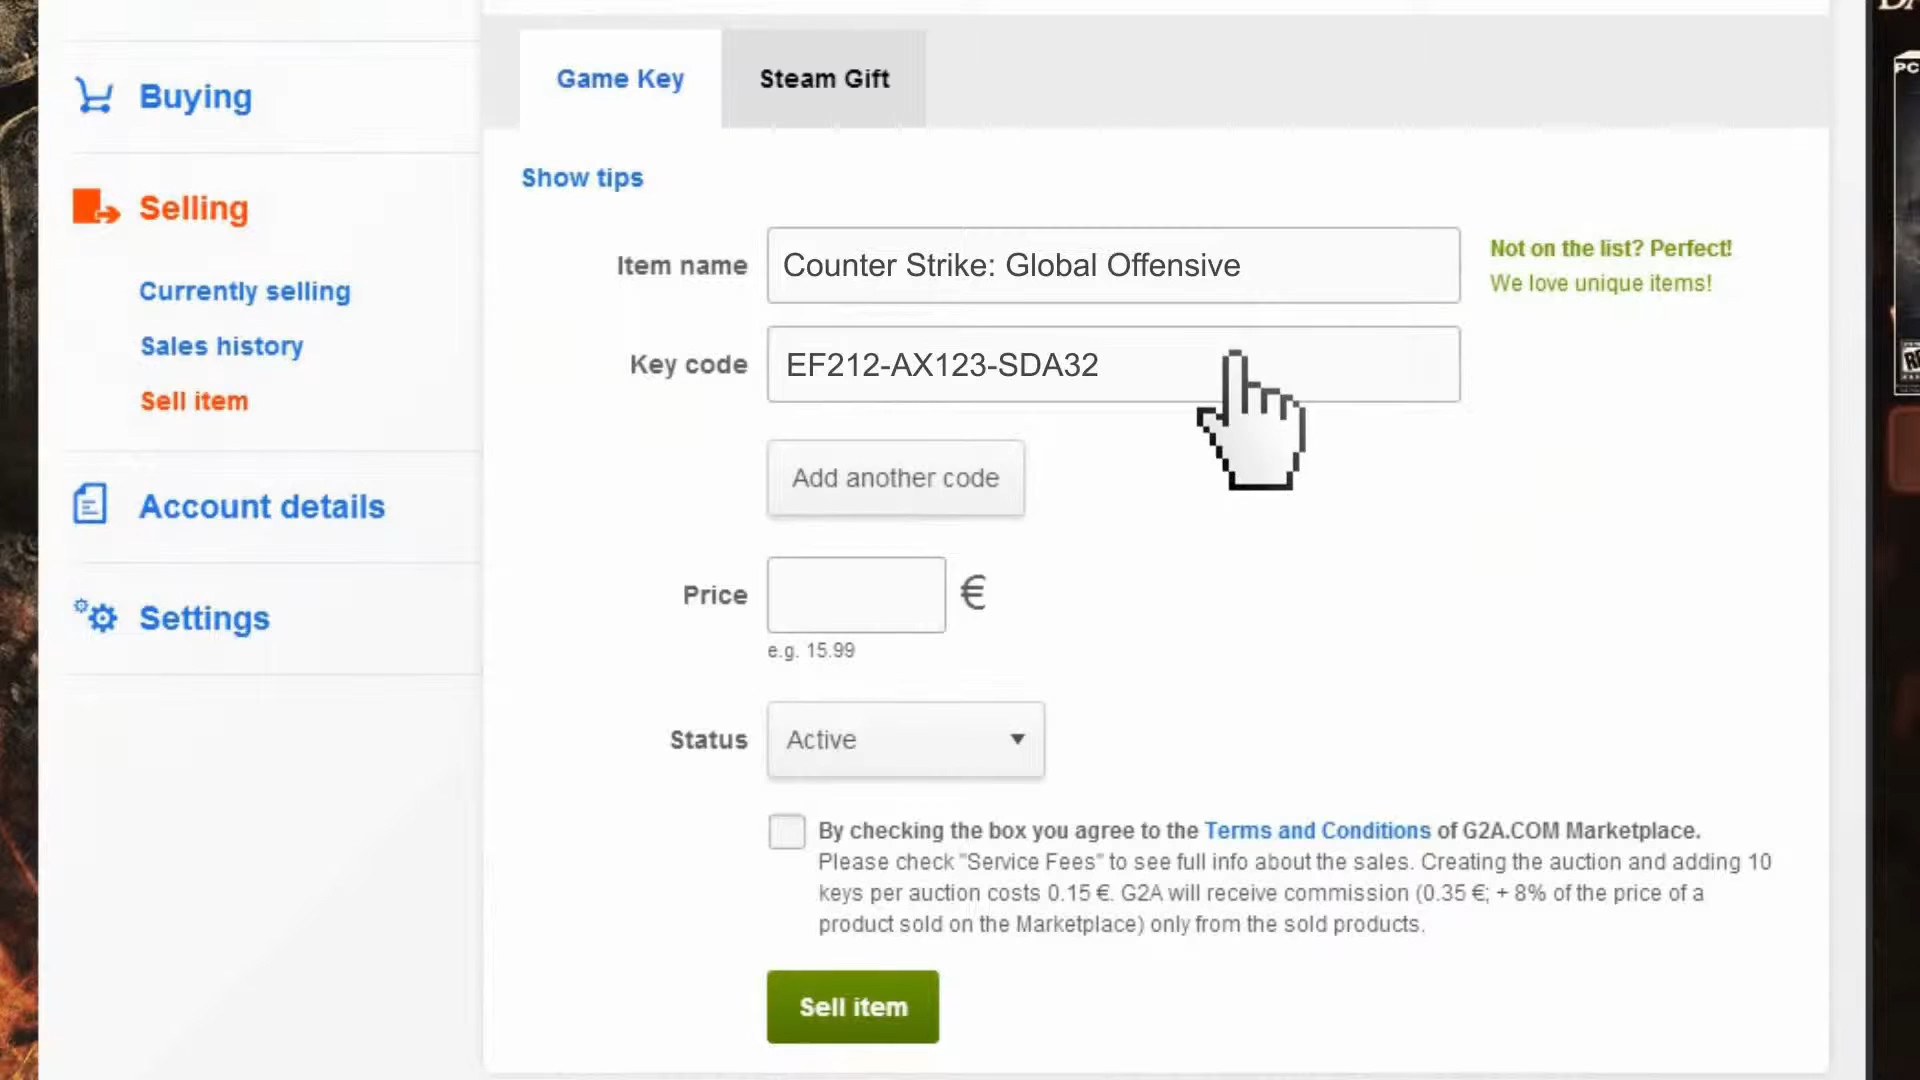 Buying
Selling
Currently selling
Sales history
Sell item
Account details
Settings
Game Key
Steam Gift
Show tips
Item name
Counter Strike: Global Offensive
Not on the list? Perfect!
We love unique items!
Key code
EF212-AX123-SDA32
Add another code
Price
€
e.g. 15.99
Status
Active
By checking the box you agree to the Terms and Conditions of G2A.COM Marketplace.
Please check "Service Fees" to see full info about the sales. Creating the auction and adding 10
keys per auction costs 0.15 €. G2A will receive commission (0.35 €; + 8% of the price of a
product sold on the Marketplace) only from the sold products.
Sell item
PC